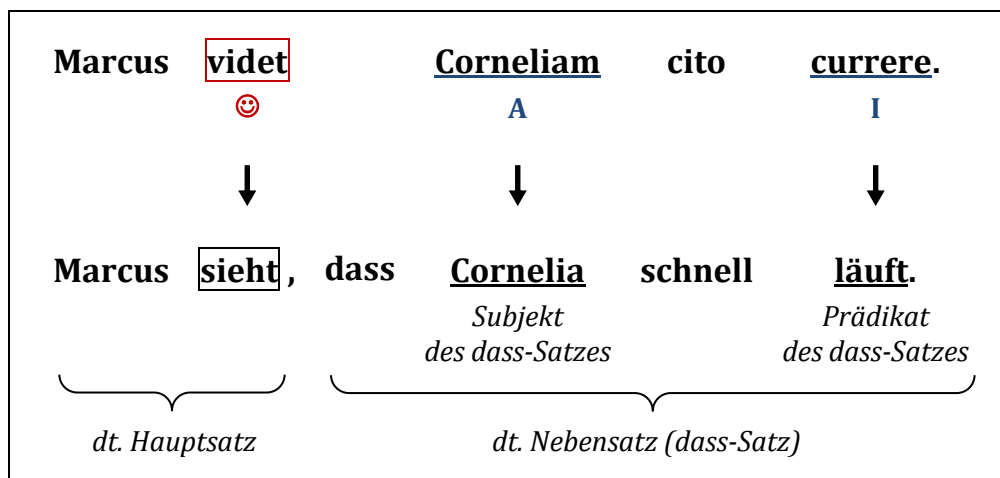 Marcus videt Corneliam cito currere.
A I
Marcus sieht, dass Cornelia schnell läuft.
Subjekt Prädikat
des dass-Satzes des dass-Satzes
dt. Hauptsatz dt. Nebensatz (dass-Satz)